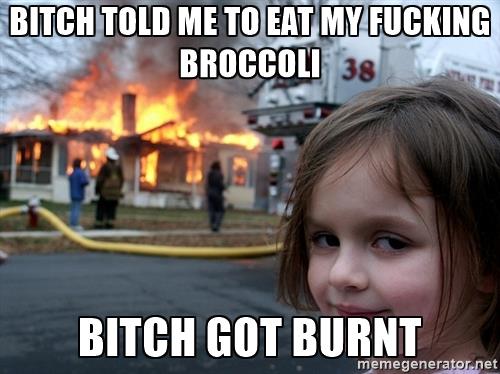 BITCH TOLD ME TO EAT MY FUCKING
BROCCOLI
38
BITCH GOT BURNT
memegenerator.net